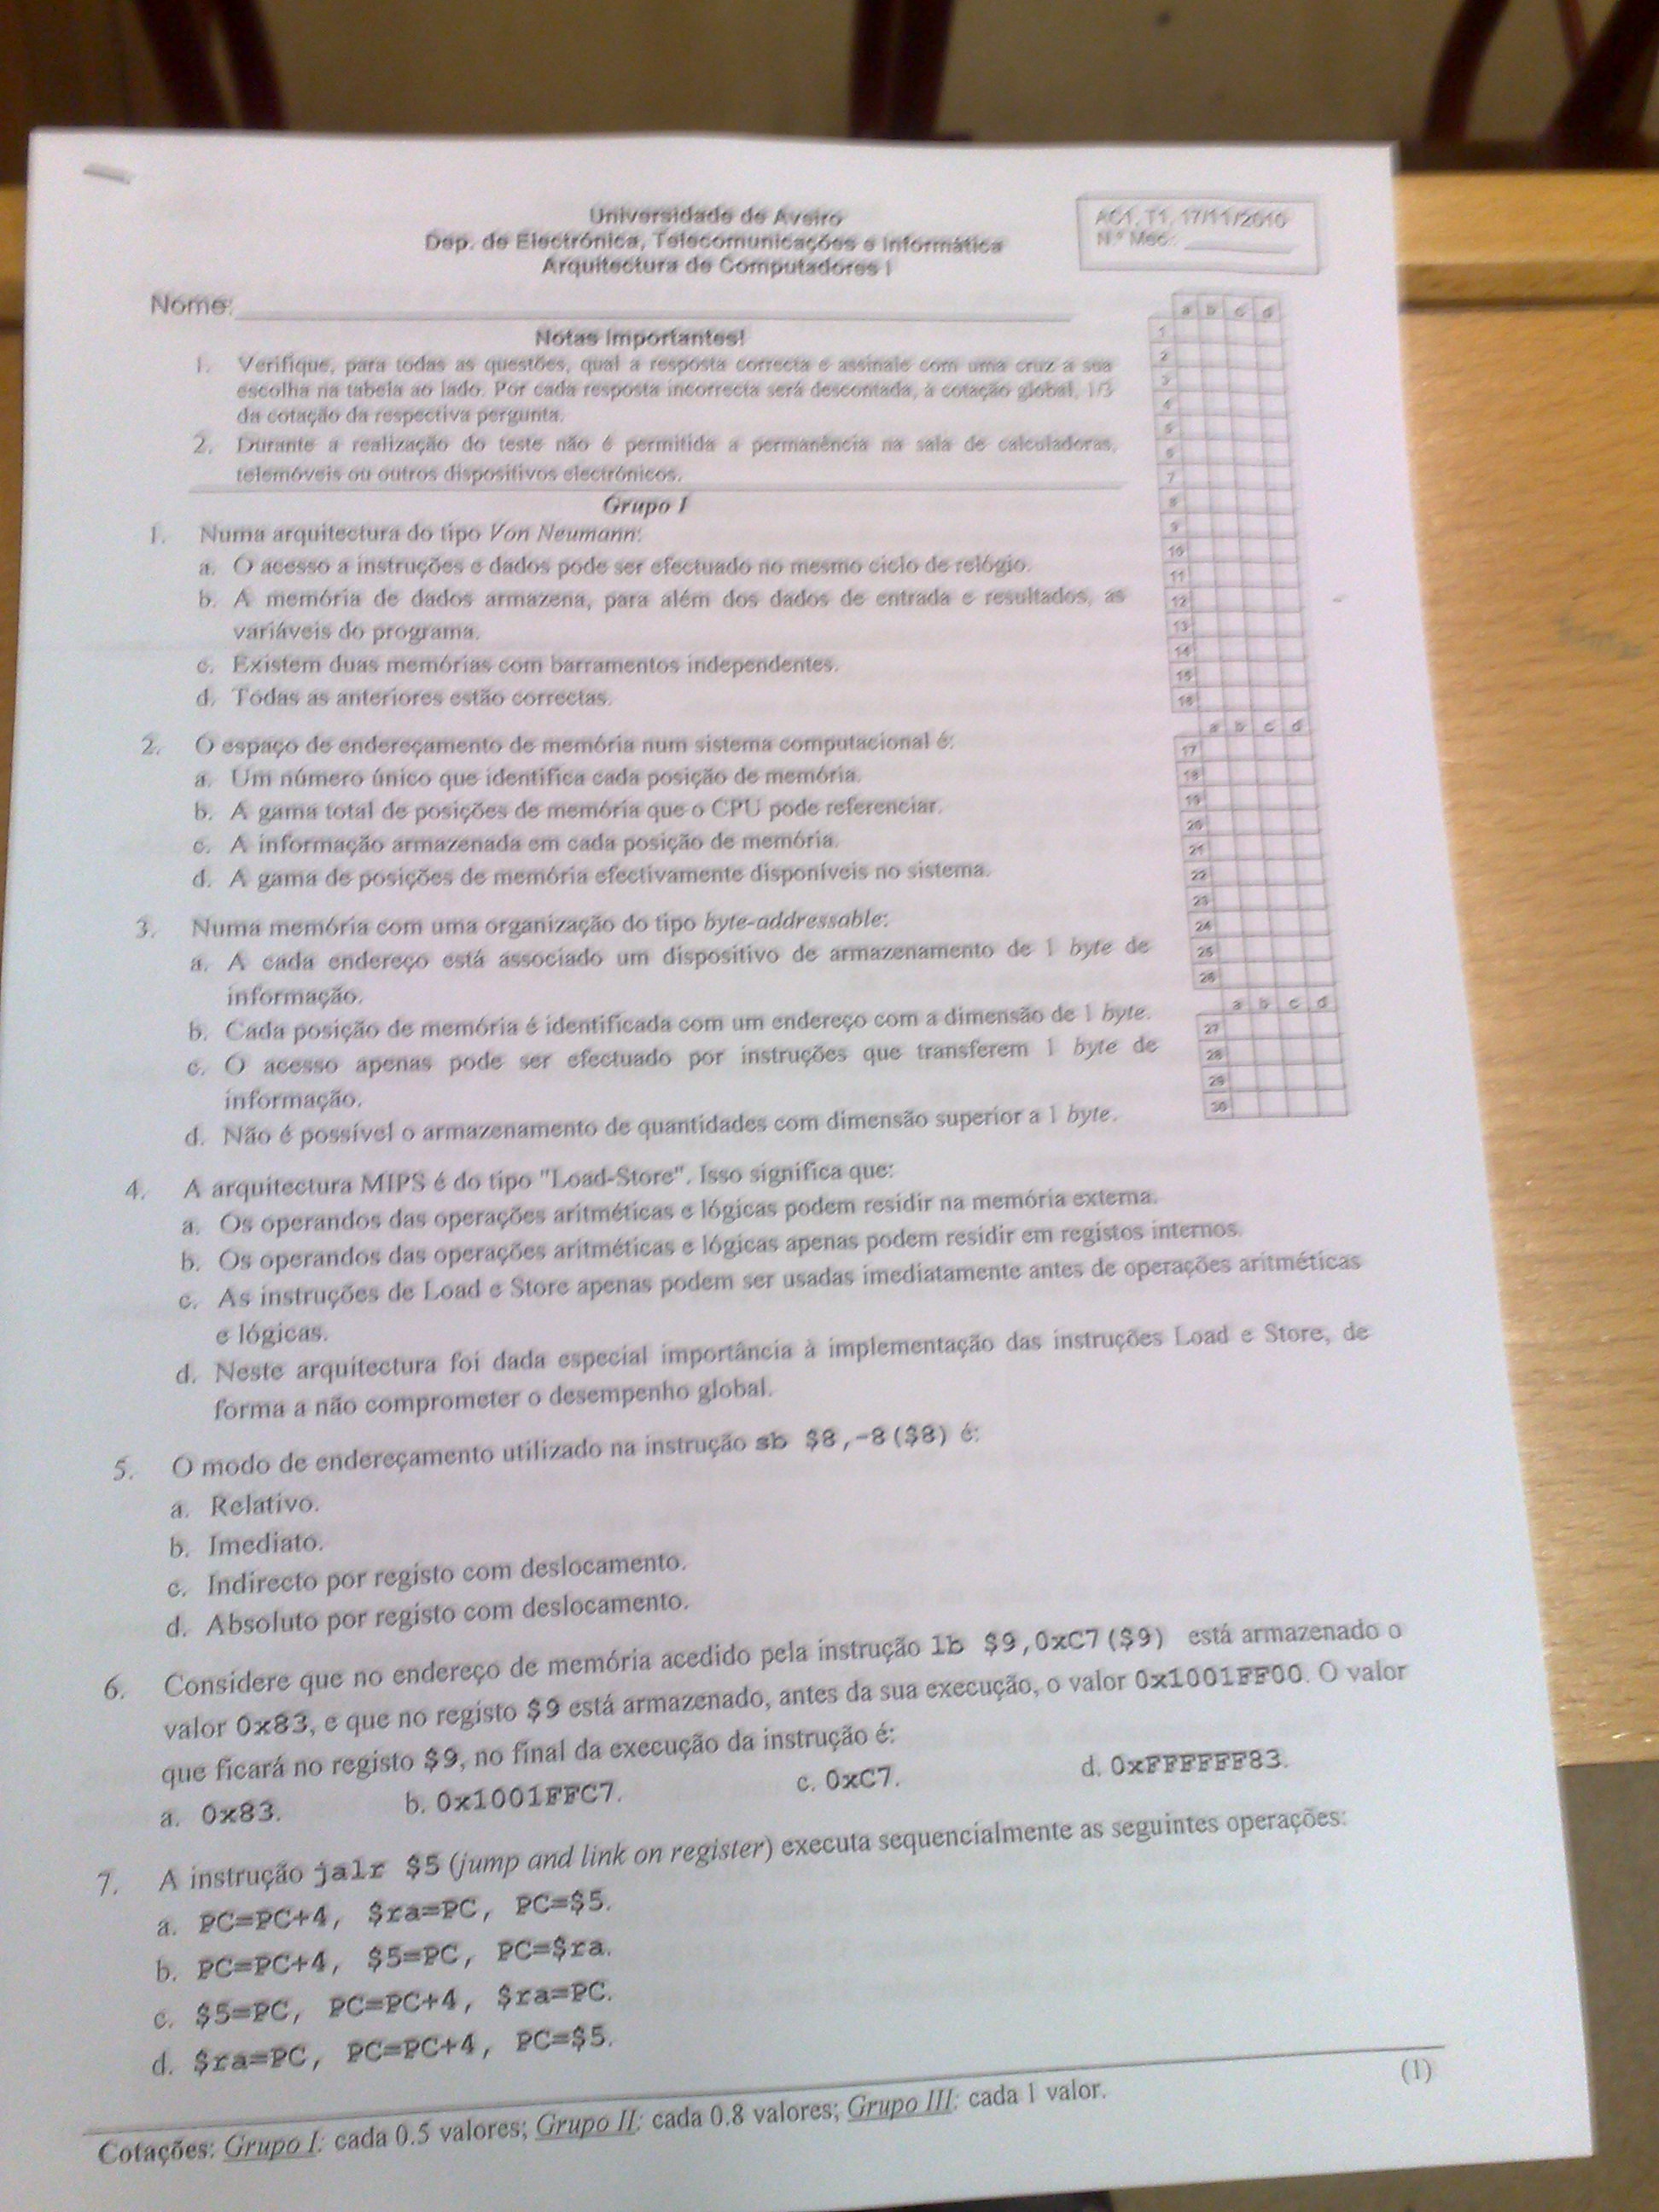 Universidade de Aveiro
Dep. de Electrónica, Telecomunicações e Informática
Arquitectura de Computadores I
AC1, T1, 17/11/2010
N.º Mec.:
Nome:
Notas Importantes!
1. Verifique, para todas as questões, qual a resposta correcta e assinale com uma cruz a sua
escolha na tabela ao lado. Por cada resposta incorrecta será descontada, à cotação global, 1/3
da cotação da respectiva pergunta.
2. Durante a realização do teste não é permitida a permanência na sala de calculadoras,
telemóveis ou outros dispositivos electrónicos.
Grupo I
1. Numa arquitectura do tipo Von Neumann:
a. O acesso a instruções e dados pode ser efectuado no mesmo ciclo de relógio.
b. A memória de dados armazena, para além dos dados de entrada e resultados, as
variáveis do programa.
c. Existem duas memórias com barramentos independentes.
d. Todas as anteriores estão correctas.
2. O espaço de endereçamento de memória num sistema computacional é:
a. Um número único que identifica cada posição de memória.
b. A gama total de posições de memória que o CPU pode referenciar.
c. A informação armazenada em cada posição de memória.
d. A gama de posições de memória efectivamente disponíveis no sistema.
3. Numa memória com uma organização do tipo byte-addressable:
a. A cada endereço está associado um dispositivo de armazenamento de 1 byte de
informação.
b. Cada posição de memória é identificada com um endereço com a dimensão de 1 byte.
c. O acesso apenas pode ser efectuado por instruções que transferem 1 byte de
informação.
d. Não é possível o armazenamento de quantidades com dimensão superior a 1 byte.
4. A arquitectura MIPS é do tipo "Load-Store". Isso significa que:
a. Os operandos das operações aritméticas e lógicas podem residir na memória externa.
b. Os operandos das operações aritméticas e lógicas apenas podem residir em registos internos.
c. As instruções de Load e Store apenas podem ser usadas imediatamente antes de operações aritméticas
e lógicas.
d. Neste arquitectura foi dada especial importância à implementação das instruções Load e Store, de
forma a não comprometer o desempenho global.
5. O modo de endereçamento utilizado na instrução sb $8,-8($8) é:
a. Relativo.
b. Imediato.
c. Indirecto por registo com deslocamento.
d. Absoluto por registo com deslocamento.
6. Considere que no endereço de memória acedido pela instrução lb $9,0xC7($9) está armazenado o
valor 0x83, e que no registo $9 está armazenado, antes da sua execução, o valor 0x1001FF00. O valor
que ficará no registo $9, no final da execução da instrução é:
a. 0x83. b. 0x1001FFC7. c. 0xC7. d. 0xFFFFFF83.
7. A instrução jalr $5 (jump and link on register) executa sequencialmente as seguintes operações:
a. PC=PC+4, $ra=PC, PC=$5.
b. PC=PC+4, $5=PC, PC=$ra.
c. $5=PC, PC=PC+4, $ra=PC.
d. $ra=PC, PC=PC+4, PC=$5.
Cotações: Grupo I: cada 0.5 valores; Grupo II: cada 0.8 valores; Grupo III: cada 1 valor.
(1)
a b c d
1
2
3
4
5
6
7
8
9
10
11
12
13
14
15
16
a b c d
17
18
19
20
21
22
23
24
25
26
a b c d
27
28
29
30